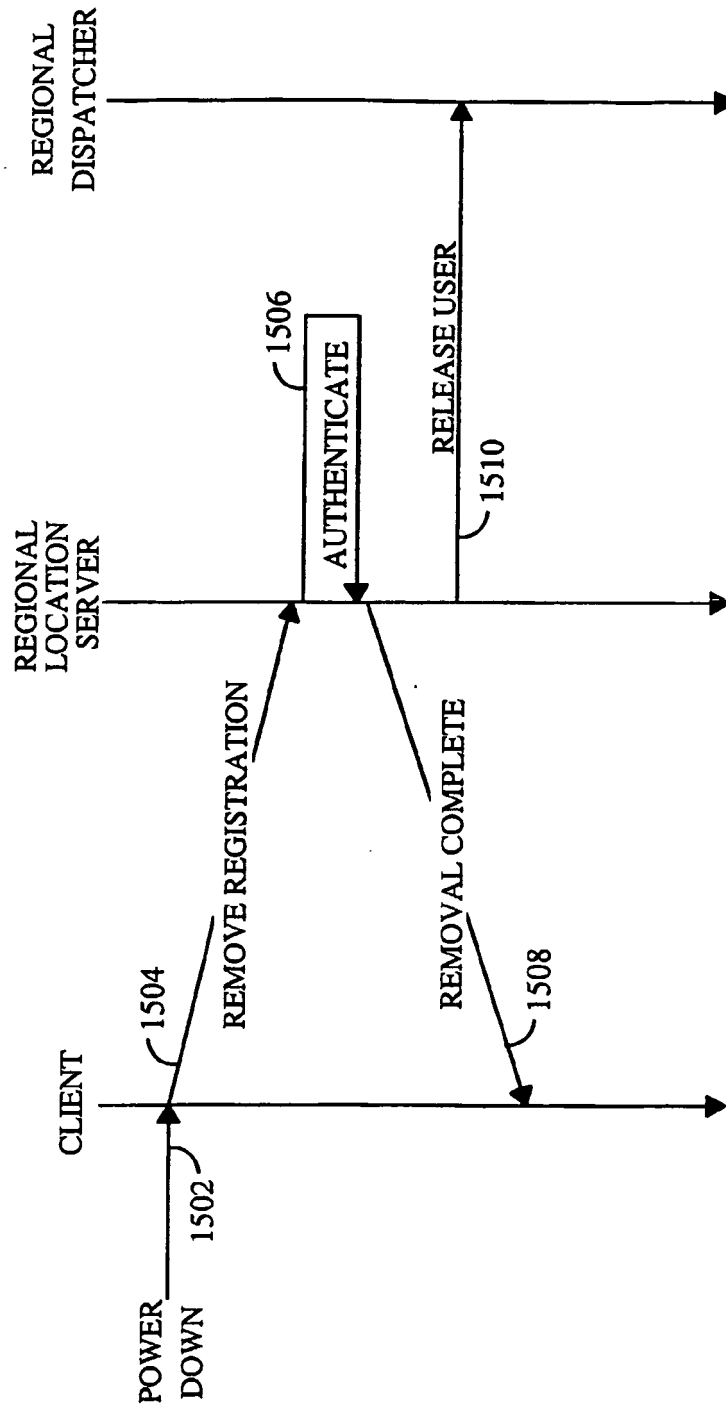 REGIONAL
DISPATCHER
REGIONAL
LOCATION
SERVER
CLIENT
POWER
DOWN
1502
1504
REMOVE REGISTRATION
1506
AUTHENTICATE
REMOVAL COMPLETE
1508
RELEASE USER
1510